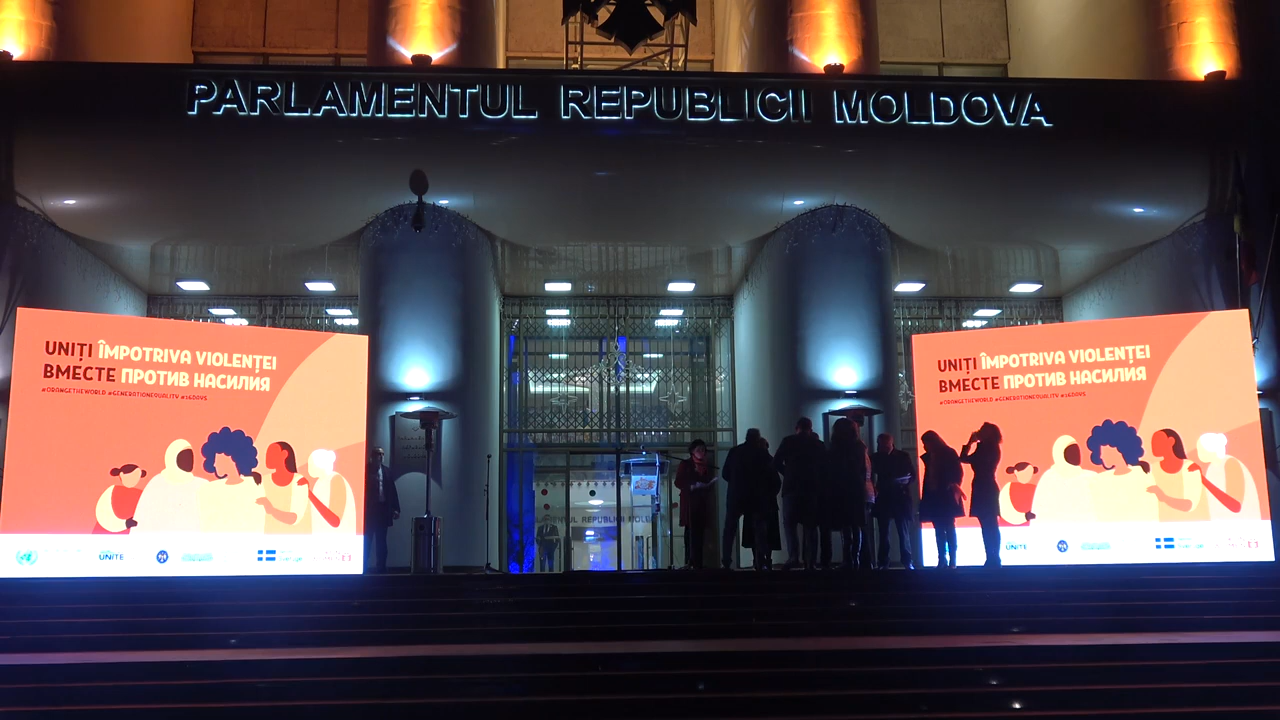 PARLAMENTUL REPUBLICII MOLDOVA
UNIȚI ÎMPOTRIVA VIOLENȚEI
ВМЕСТЕ ПРОТИВ НАСИЛИЯ
#ORANGETHEWORLD #GENERATIONEQUALITY #16DAYS
UNITE
UNIȚI ÎMPOTRIVA VIOLENȚEI
ВМЕСТЕ ПРОТИВ НАСИЛИЯ
#ORANGETHEWORLD #GENERATIONEQUALITY #16DAYS
UNITE